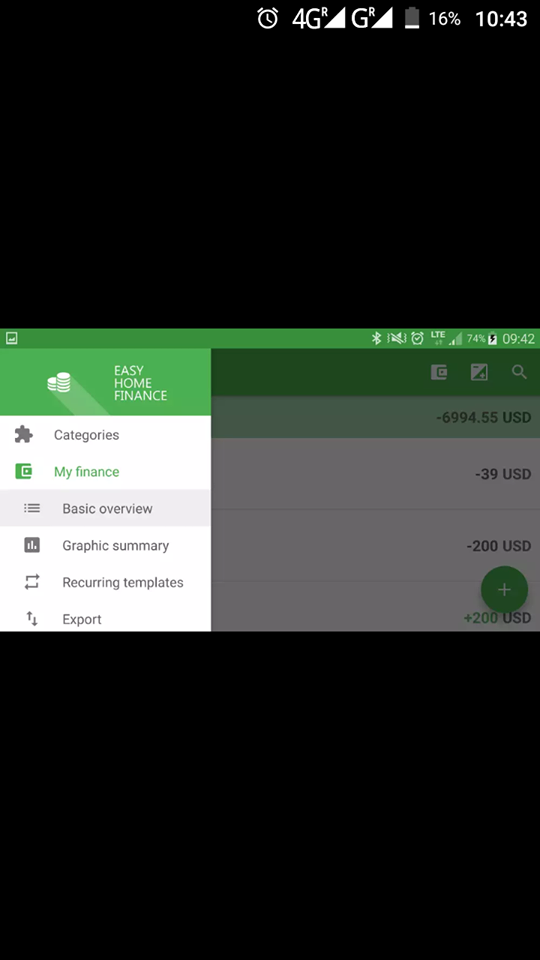 4G R G R 16% 10:43
LTE 74% 09:42
EASY
HOME
FINANCE
-6994.55 USD
Categories
My finance
-39 USD
Basic overview
Graphic summary
-200 USD
Recurring templates
+
Export
+200 USD